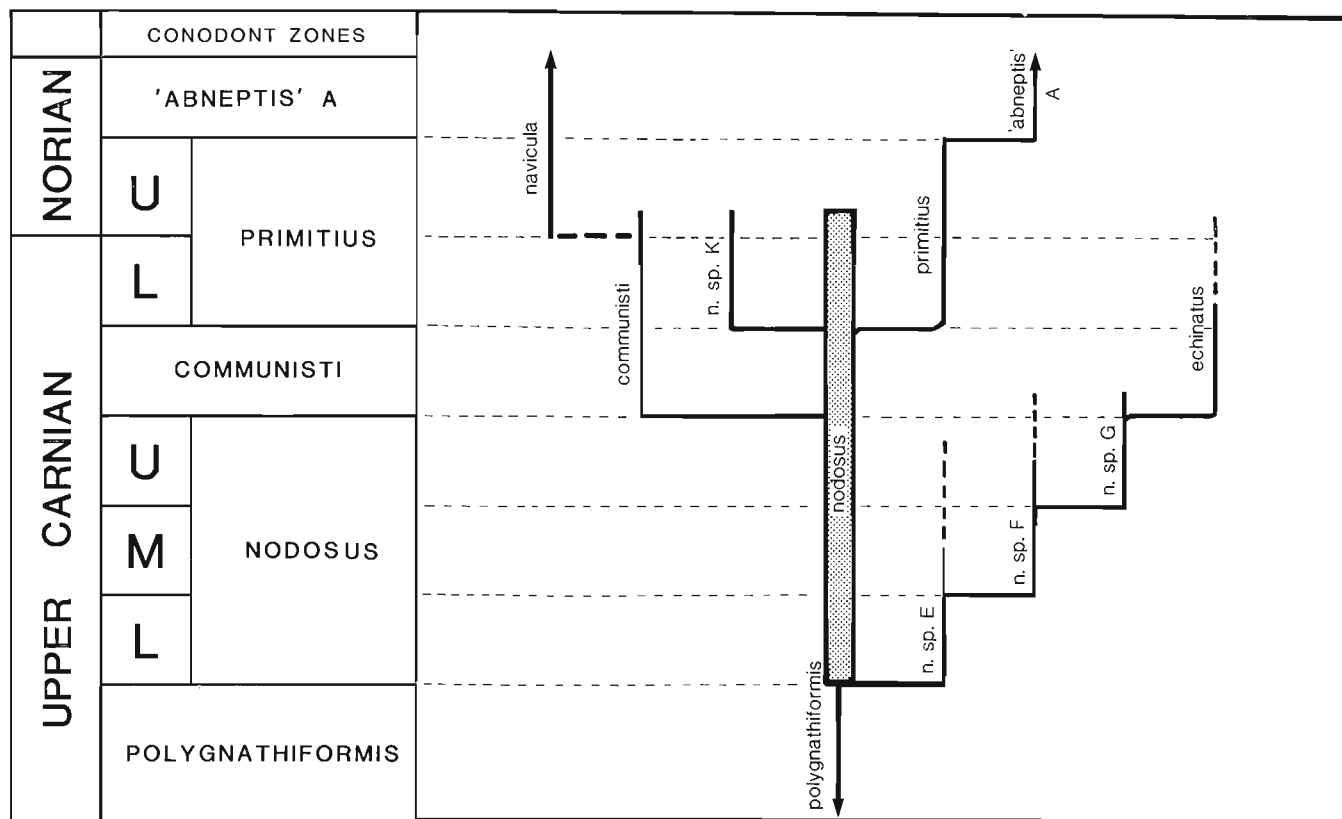 CONODONT ZONES
NORIAN
'ABNEPTIS' A
U
PRIMITIUS
L
UPPER CARNIAN
COMMUNISTI
U
M
NODOSUS
L
POLYGNATHIFORMIS
navicula
communisti
n. sp. K
nodosus
polygnathiformis
primitius
n. sp. E
'abneptis'
A
n. sp. F
n. sp. G
echinatus